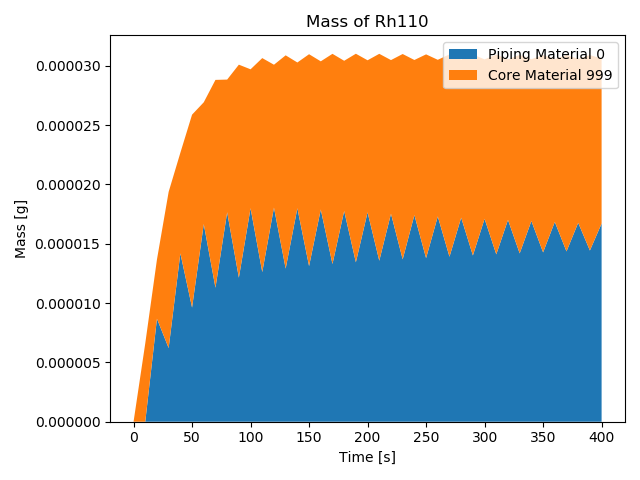 Mass of Rh110
Piping Material 0
Core Material 999
Mass [g]
0.000030
0.000025
0.000020
0.000015
0.000010
0.000005
0.000000
0 50 100 150 200 250 300 350 400
Time [s]